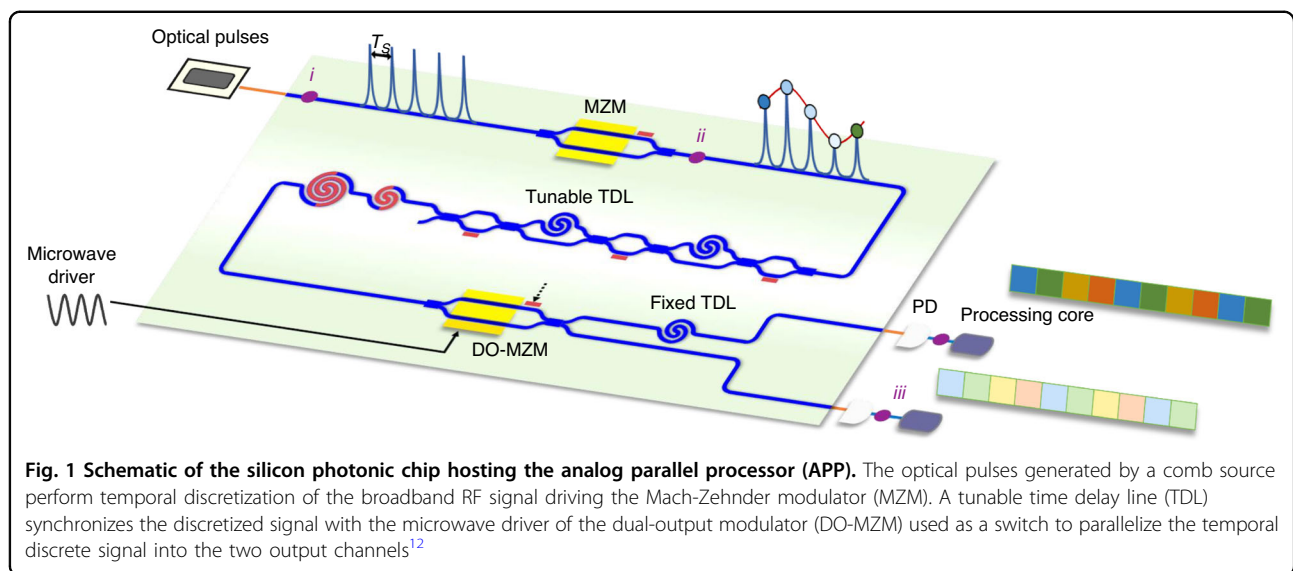 Optical pulses
Ts
i
MZM
ii
Tunable TDL
Microwave
driver
Fixed TDL
PD
Processing core
DO-MZM
iii
Fig. 1 Schematic of the silicon photonic chip hosting the analog parallel processor (APP). The optical pulses generated by a comb source
perform temporal discretization of the broadband RF signal driving the Mach-Zehnder modulator (MZM). A tunable time delay line (TDL)
synchronizes the discretized signal with the microwave driver of the dual-output modulator (DO-MZM) used as a switch to parallelize the temporal
discrete signal into the two output channels12